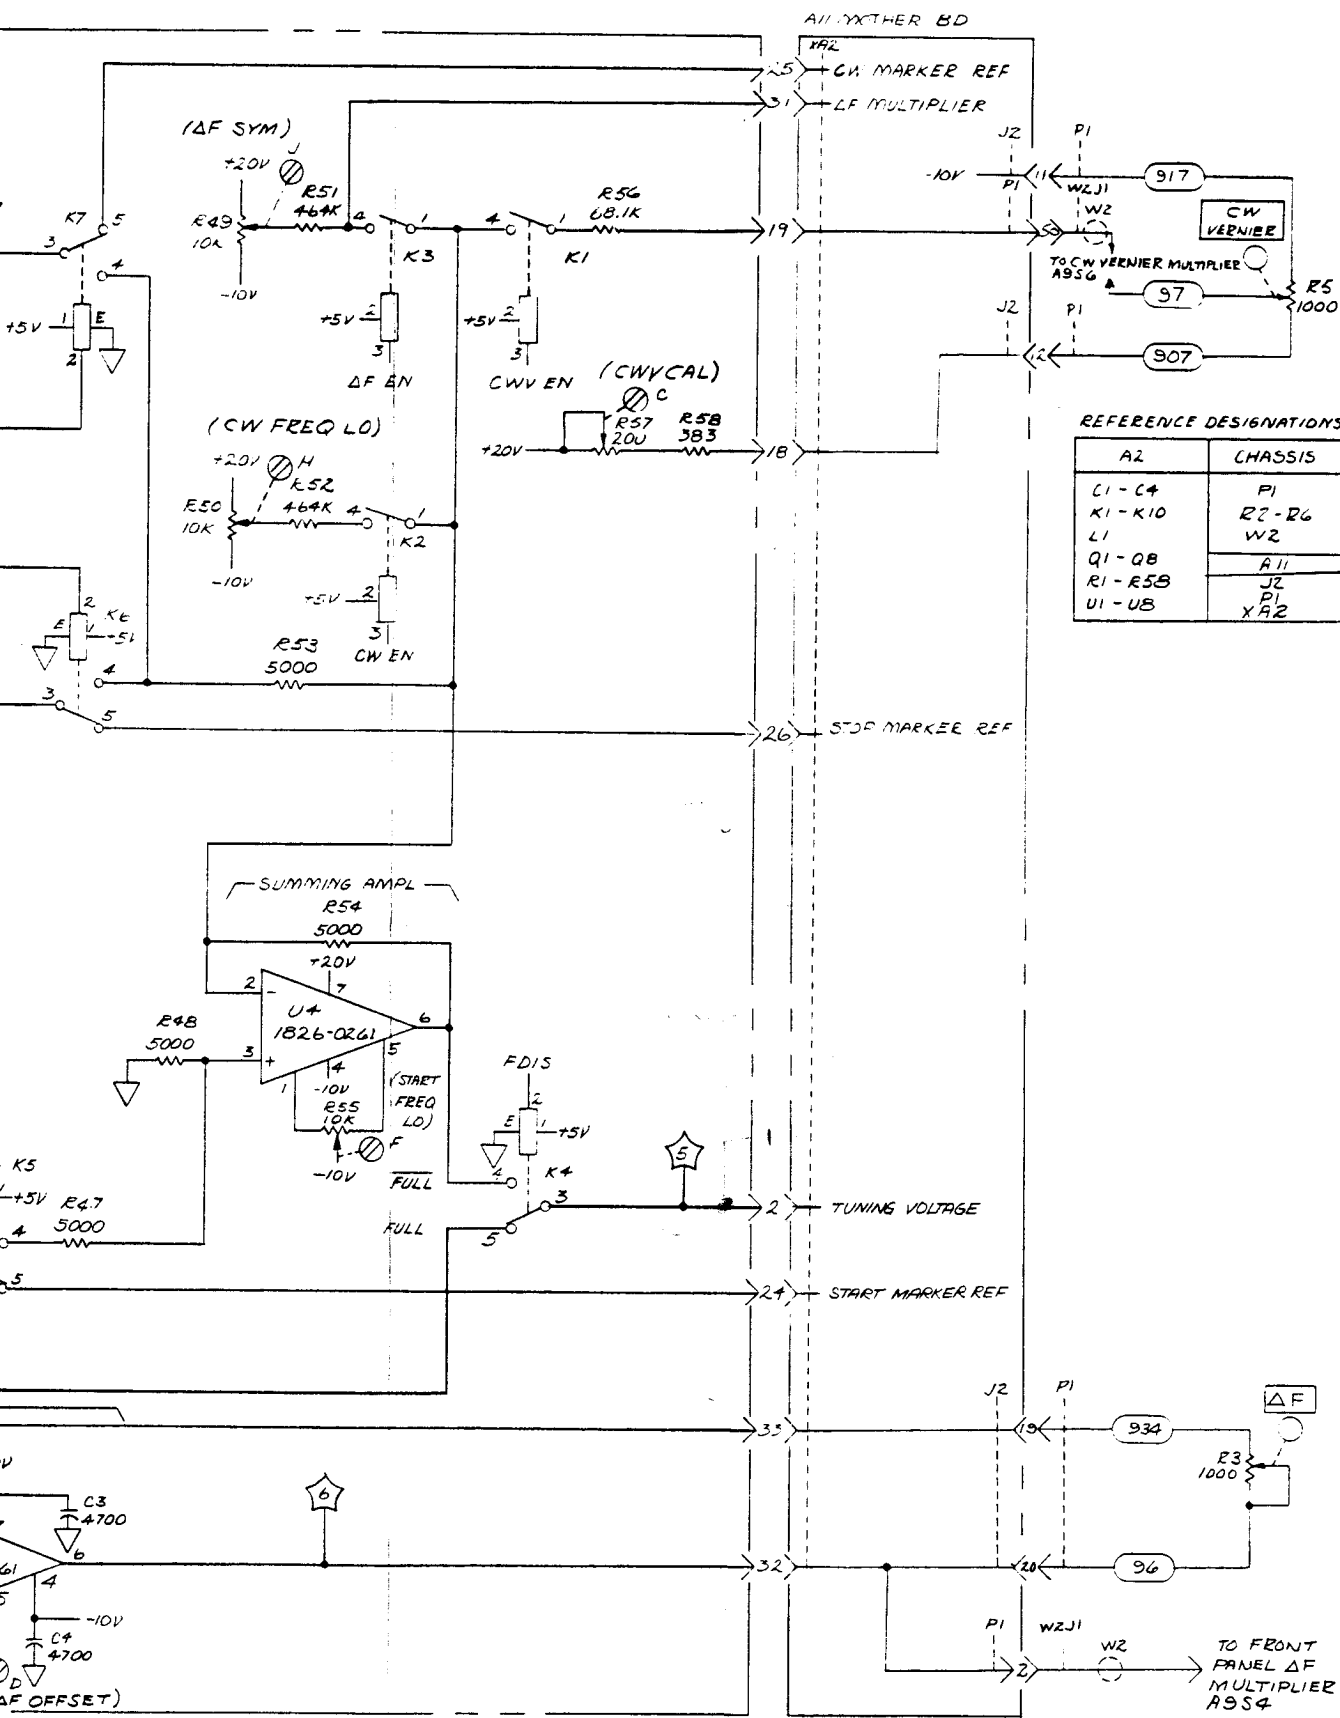 A11
BD
XA2
25 CW MARKER REF
31 ΔF MULTIPLIER
(ΔF SYM)
J
+20V
R51
464K
R49
10K
-10V
K7
5
3
4
+5V
1
E
2
4
1
K3
+5V
2
3
ΔF EN
R56
68.1K
4
1
K1
+5V
2
3
CWV EN
19
J2
P1
-10V
11
917
P1
W2J1
W2
50
CW
VERNIER
TO CW VERNIER MULTIPLIER
A9S6
97
R5
1000
J2
P1
12
907
(CWV CAL)
C
R57
200
R58
383
+20V
18
(CW FREQ LO)
+20V
H
R52
464K
R50
10K
-10V
4
1
K2
+5V
2
3
CW EN
REFERENCE DESIGNATIONS
A2
CHASSIS
C1 - C4
P1
K1 - K10
R2 - R6
L1
W2
Q1 - Q8
A11
R1 - R58
J2
U1 - U8
P1
XA2
2
K6
E
+5V
4
3
5
R53
5000
26 STOP MARKER REF
SUMMING AMPL
R54
5000
+20V
2
-
7
U4
1826-0261
6
R48
5000
3
+
5
4
1
-10V
R55
10K
F
-10V
(START
FREQ
LO)
FDIS
2
E
1
+5V
4
K4
FULL
3
FULL
5
5
2 TUNING VOLTAGE
K5
+5V
R47
5000
4
5
24 START MARKER REF
33
J2
P1
19
934
ΔF
R3
1000
C3
4700
6
6
61
4
5
-10V
C4
4700
D
ΔF OFFSET)
32
20
96
P1
W2J1
2
W2
TO FRONT
PANEL ΔF
MULTIPLIER
A9S4